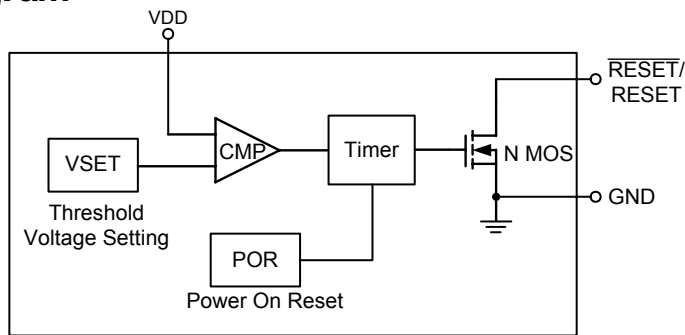 VDD
RESET/
RESET
CMP
Timer
VSET
N MOS
GND
Threshold
Voltage Setting
POR
Power On Reset